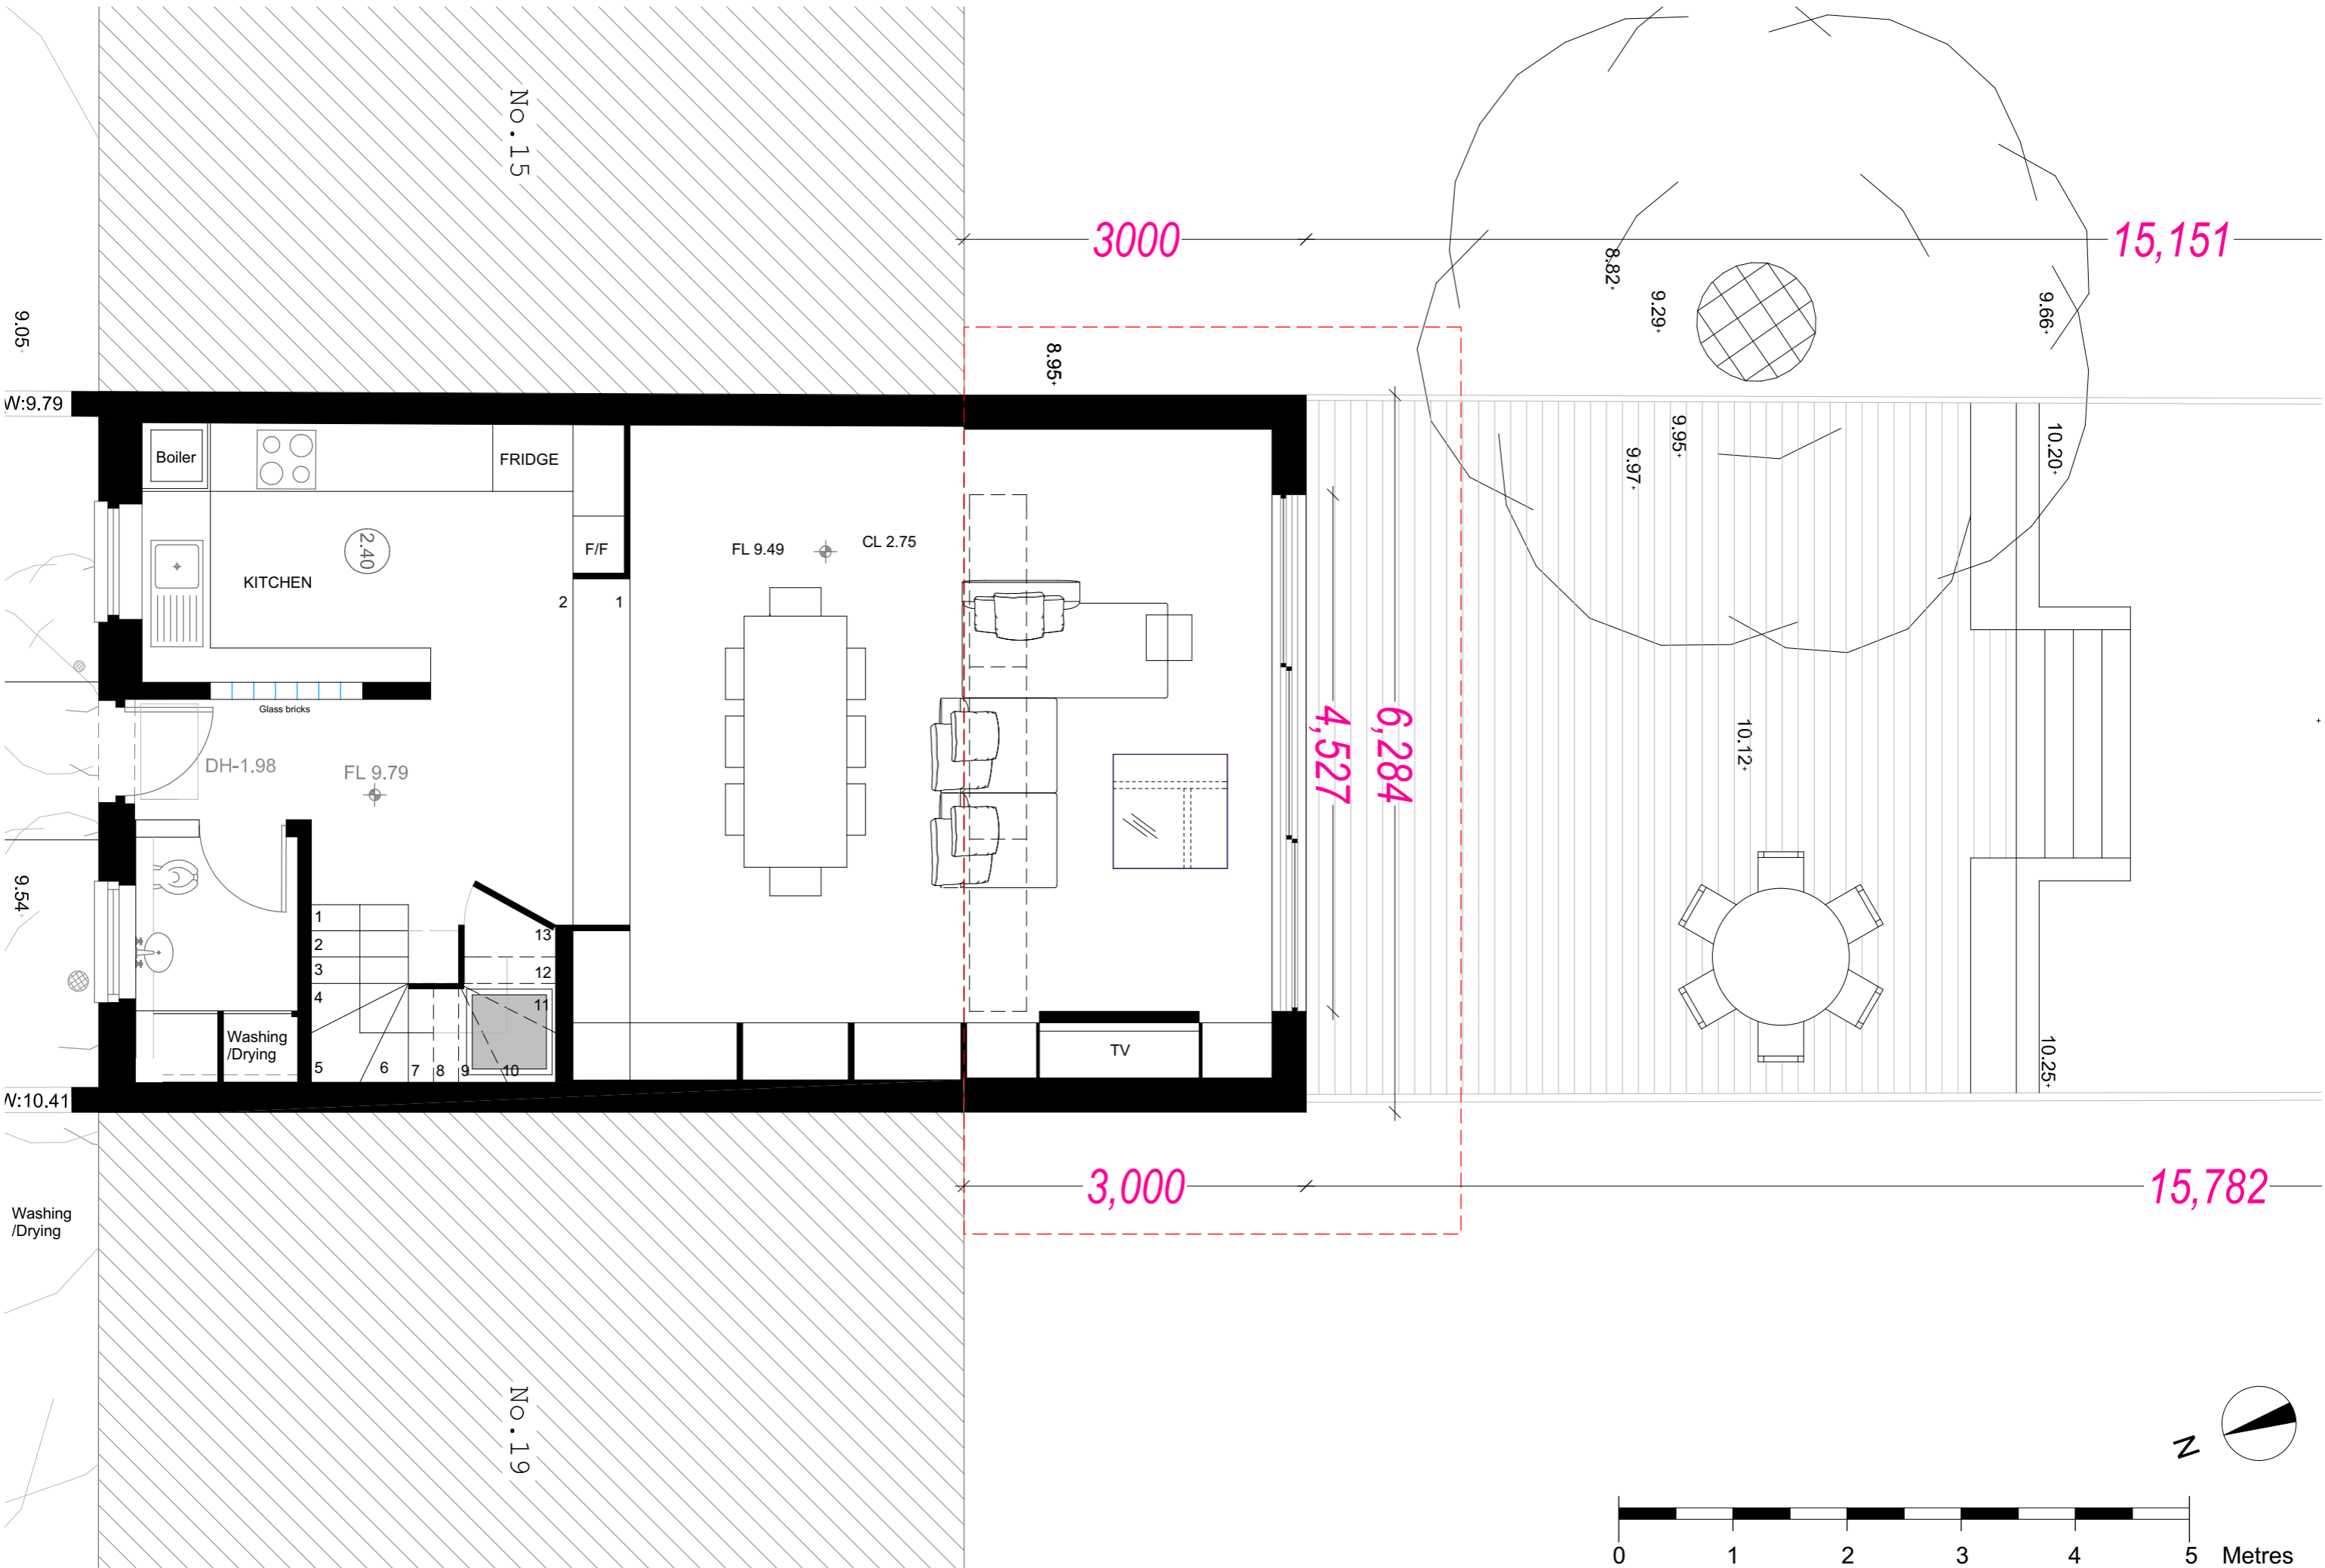 No.15
3000
15,151
8.82
9.29
9.66
9.05
8.95
W:9.79
Boiler
FRIDGE
9.95
9.97
10.20
2.40
F/F
FL 9.49
CL 2.75
KITCHEN
2
1
Glass bricks
4,527
6,284
10.12
DH-1.98
FL 9.79
9.54
1
2
3
4
5
6
7
8
9
10
11
12
13
Washing
/Drying
TV
10.25
W:10.41
3,000
15,782
Washing
/Drying
No.19
N
0
1
2
3
4
5
Metres